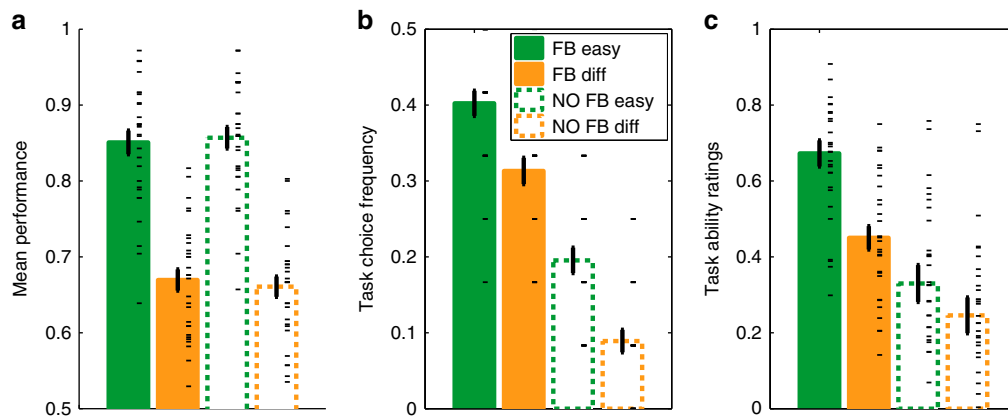 a
1
0.9
0.8
0.7
0.6
0.5
Mean performance
b
0.5
0.4
0.3
0.2
0.1
0
Task choice frequency
FB easy
FB diff
NO FB easy
NO FB diff
c
1
0.8
0.6
0.4
0.2
0
Task ability ratings